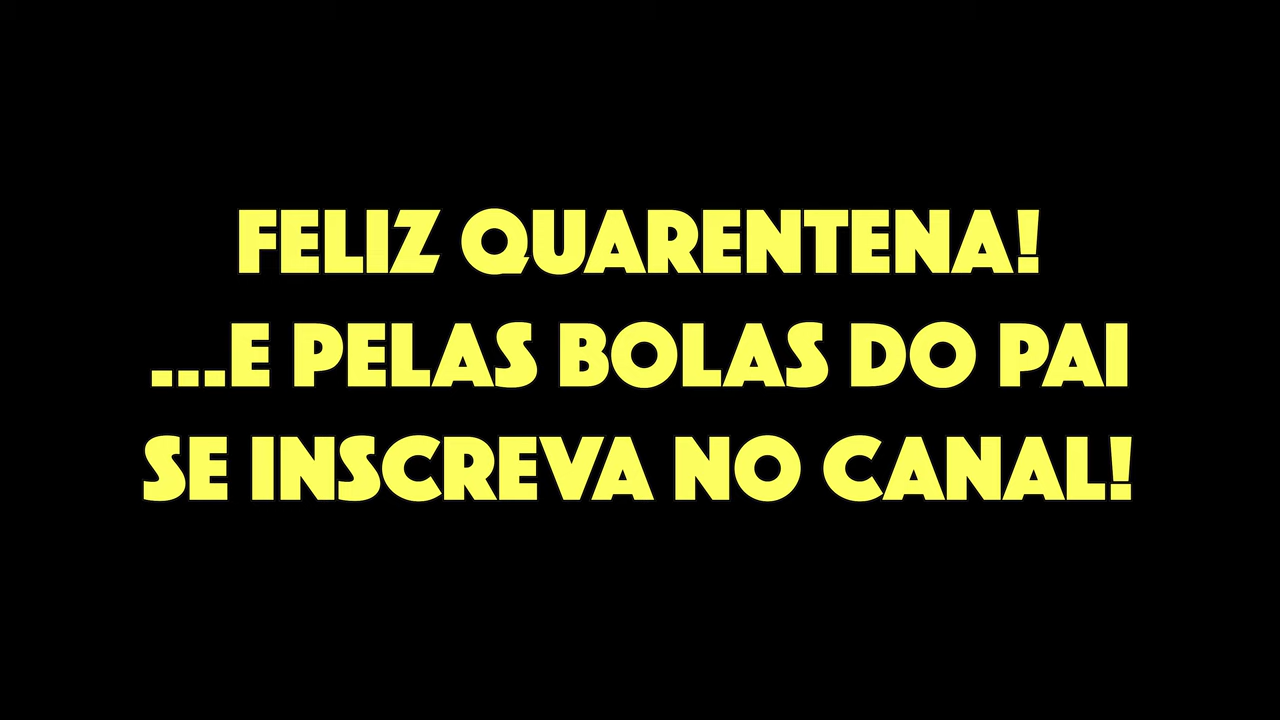 FELIZ QUARENTENA!
...E PELAS BOLAS DO PAI
SE INSCREVA NO CANAL!